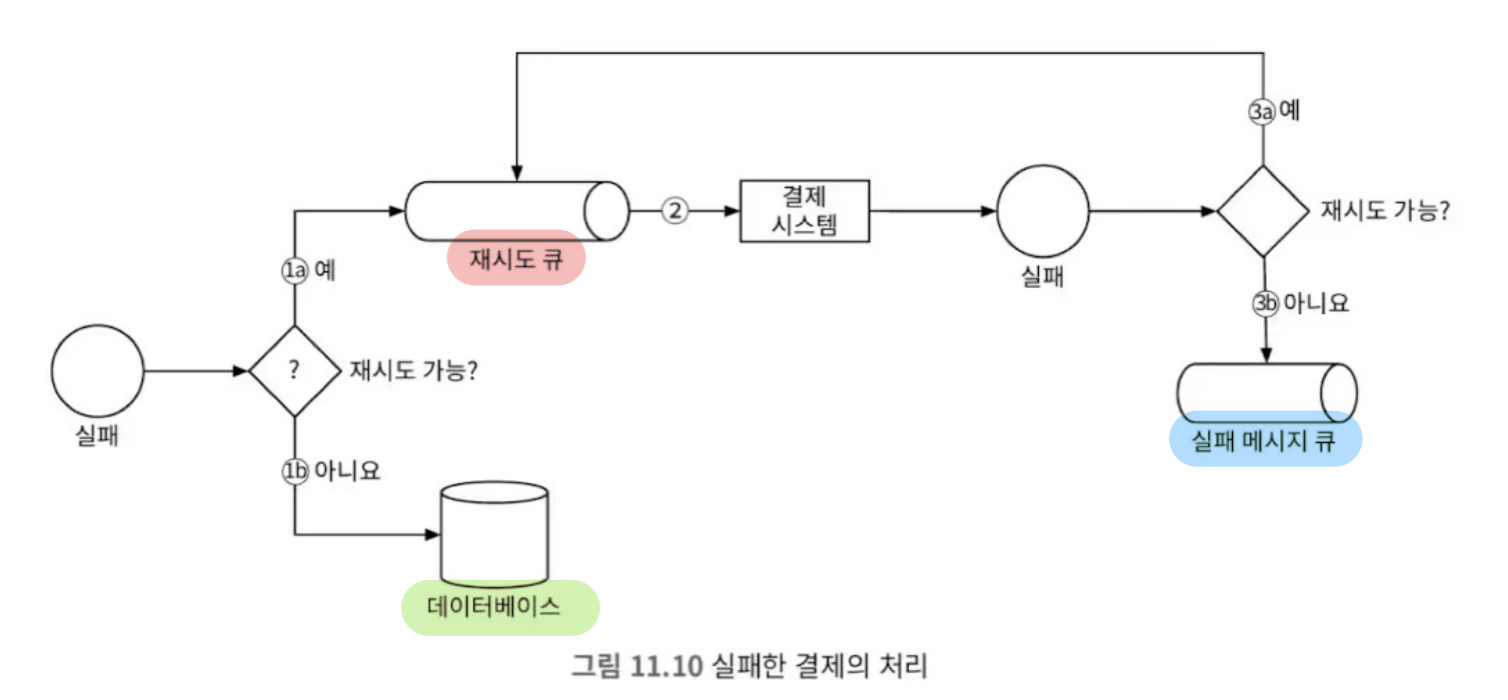 3a 예
재시도 큐
2
결제
시스템
실패
재시도 가능?
1a 예
3b 아니요
실패
?
재시도 가능?
1b 아니요
실패 메시지 큐
데이터베이스
그림 11.10 실패한 결제의 처리